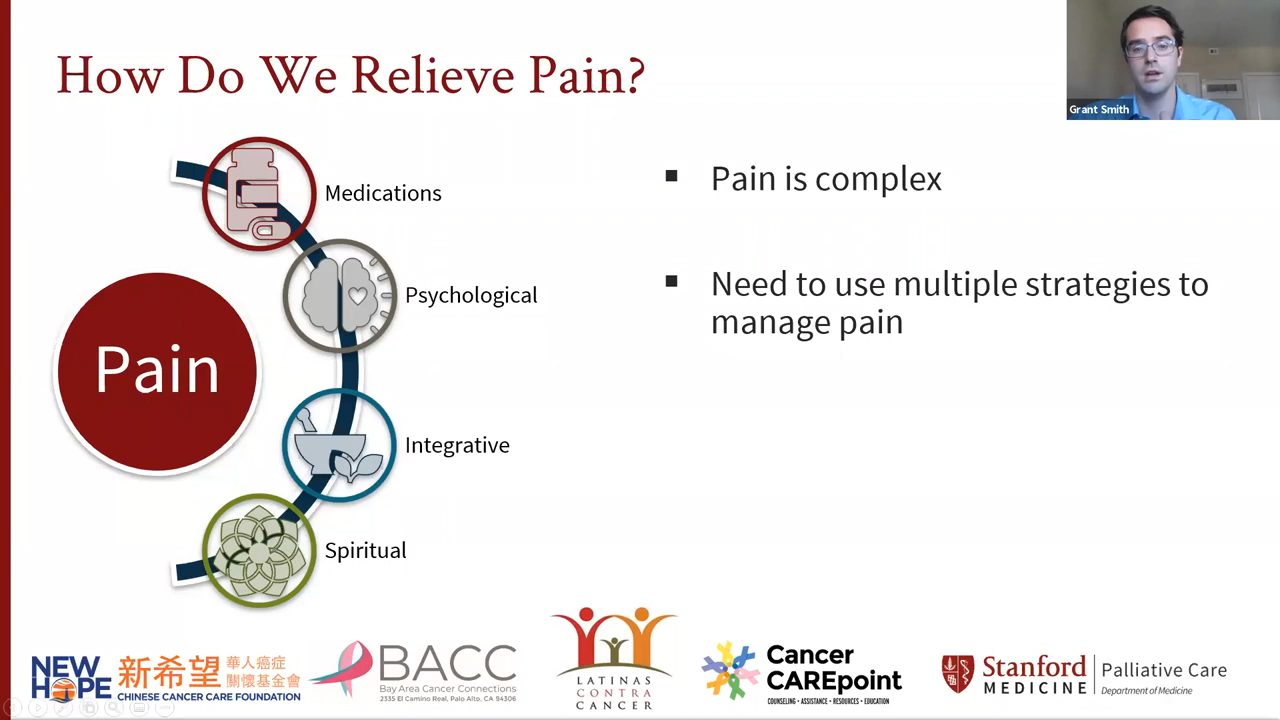 How Do We Relieve Pain?
Grant Smith
Medications
Psychological
Pain
Integrative
Spiritual
▪ Pain is complex
▪ Need to use multiple strategies to
manage pain
NEW
HOPE
新希望
華人癌症
關懷基金會
CHINESE CANCER CARE FOUNDATION
BACC
Bay Area Cancer Connections
2335 El Camino Real, Palo Alto, CA 94306
LATINAS
CONTRA
CANCER
Cancer
CAREpoint
COUNSELING • ASSISTANCE • RESOURCES • EDUCATION
Stanford
MEDICINE
Palliative Care
Department of Medicine